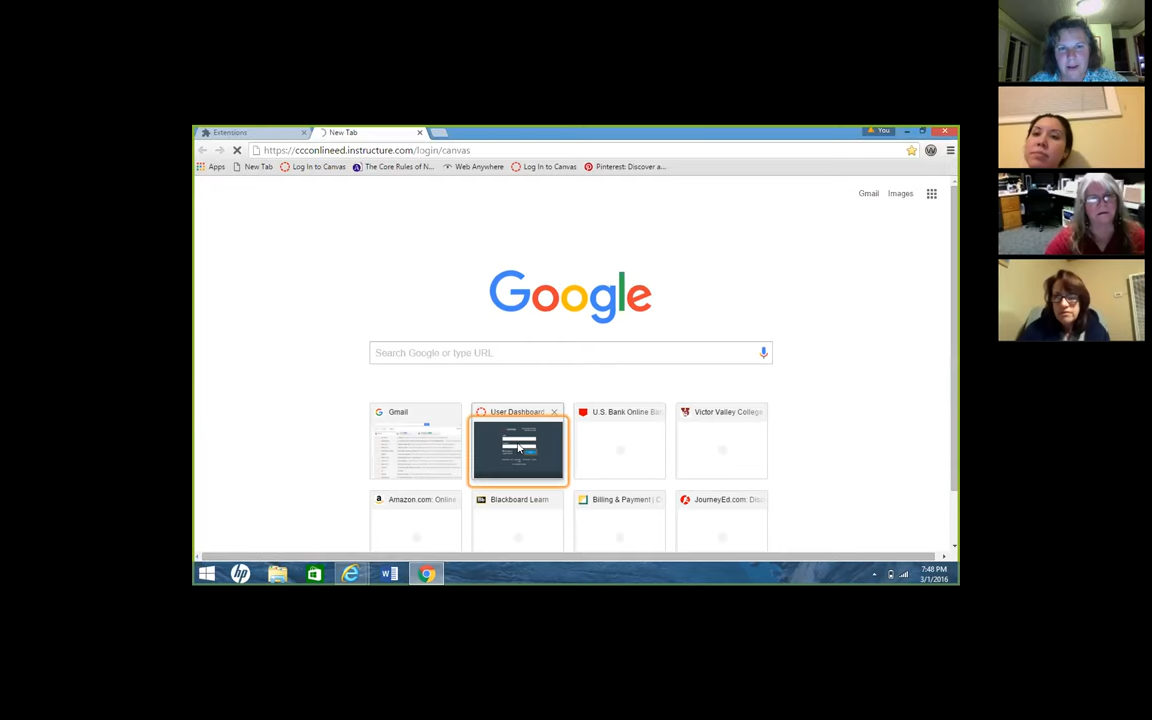 Extensions
New Tab
You
https://ccconlineed.instructure.com/login/canvas
Apps New Tab Log In to Canvas The Core Rules of N... Web Anywhere Log In to Canvas Pinterest: Discover a...
Gmail Images
Google
Search Google or type URL
Gmail User Dashboard U.S. Bank Online Ba Victor Valley College
Amazon.com: Online Blackboard Learn Billing & Payment | C JourneyEd.com: Dis
7:48 PM
3/1/2016